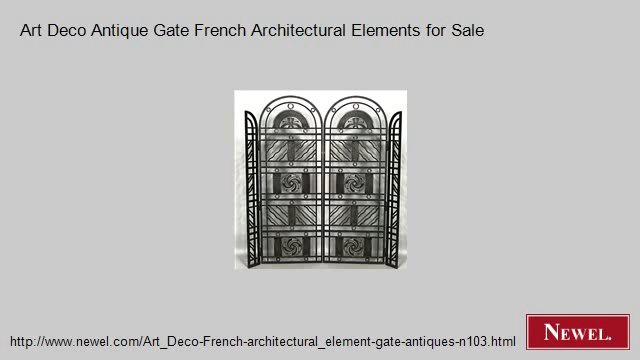 Art Deco Antique Gate French Architectural Elements for Sale
NEWEL.
http://www.newel.com/Art_Deco-French-architectural_element-gate-antiques-n103.html